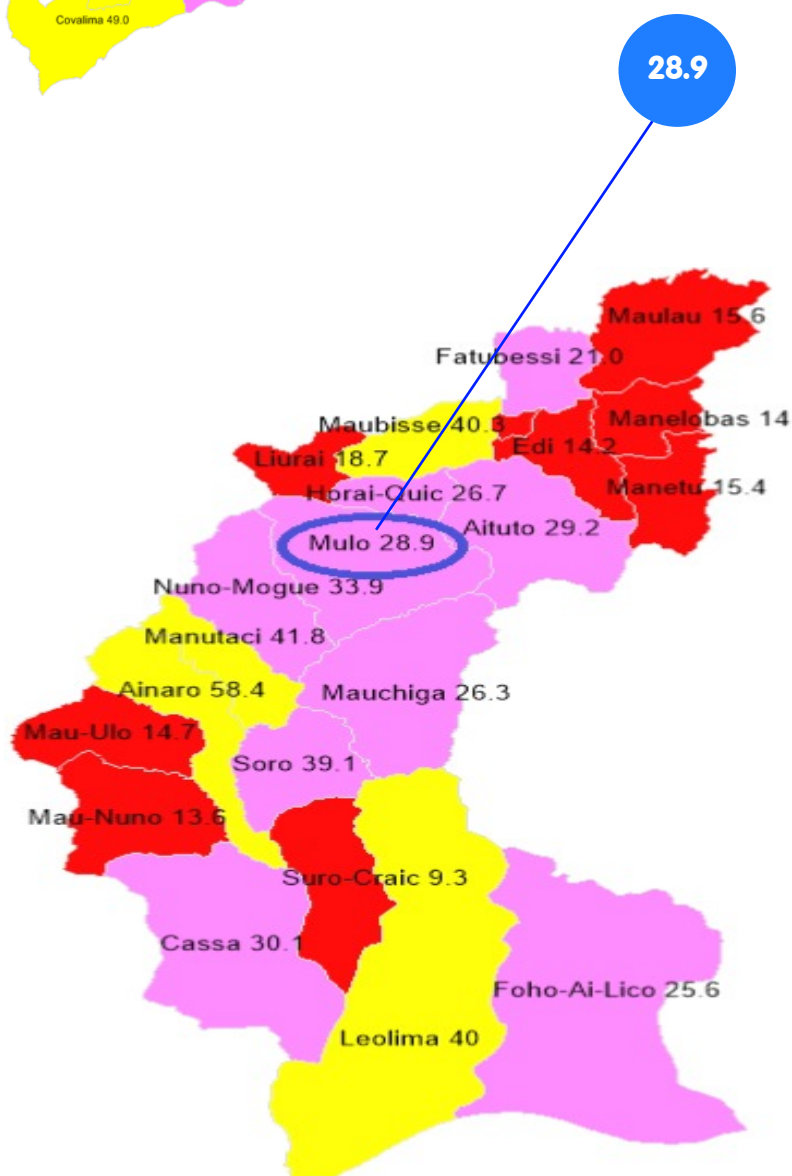 Covalima 49.0
28.9
Maulau 15.6
Fatubessi 21.0
Maubisse 40.3
Manelobas 14
Edi 14.2
Liurai 18.7
Manetu 15.4
Horai-Quic 26.7
Aituto 29.2
Mulo 28.9
Nuno-Mogue 33.9
Manutaci 41.8
Ainaro 58.4
Mauchiga 26.3
Mau-Ulo 14.7
Soro 39.1
Mau-Nuno 13.6
Suro-Craic 9.3
Cassa 30.1
Foho-Ai-Lico 25.6
Leolima 40